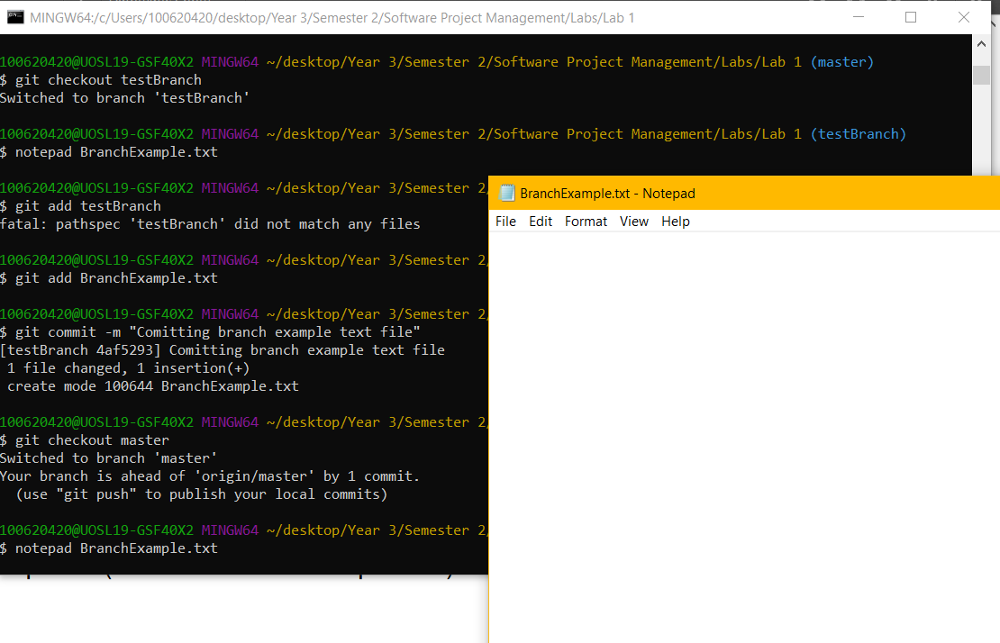 MINGW64:/c/Users/100620420/desktop/Year 3/Semester 2/Software Project Management/Labs/Lab 1
100620420@UOSL19-GSF40X2 MINGW64 ~/desktop/Year 3/Semester 2/Software Project Management/Labs/Lab 1 (master)
$ git checkout testBranch
Switched to branch 'testBranch'
100620420@UOSL19-GSF40X2 MINGW64 ~/desktop/Year 3/Semester 2/Software Project Management/Labs/Lab 1 (testBranch)
$ notepad BranchExample.txt
100620420@UOSL19-GSF40X2 MINGW64 ~/desktop/Year 3/Semester 2/
$ git add testBranch
fatal: pathspec 'testBranch' did not match any files
100620420@UOSL19-GSF40X2 MINGW64 ~/desktop/Year 3/Semester 2/
$ git add BranchExample.txt
100620420@UOSL19-GSF40X2 MINGW64 ~/desktop/Year 3/Semester 2/
$ git commit -m "Comitting branch example text file"
[testBranch 4af5293] Comitting branch example text file
1 file changed, 1 insertion(+)
create mode 100644 BranchExample.txt
100620420@UOSL19-GSF40X2 MINGW64 ~/desktop/Year 3/Semester 2/
$ git checkout master
Switched to branch 'master'
Your branch is ahead of 'origin/master' by 1 commit.
(use "git push" to publish your local commits)
100620420@UOSL19-GSF40X2 MINGW64 ~/desktop/Year 3/Semester 2/
$ notepad BranchExample.txt
BranchExample.txt - Notepad
File Edit Format View Help